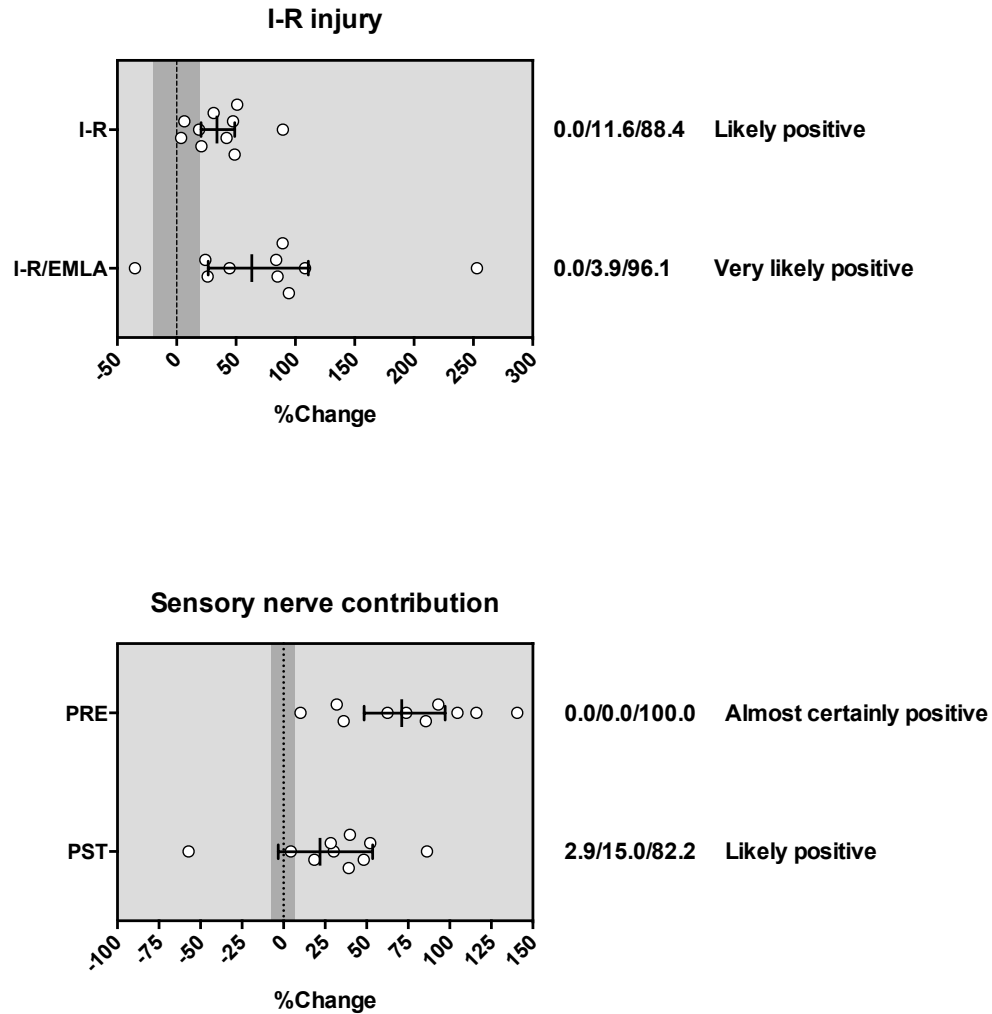 I-R injury
I-R
0.0/11.6/88.4 Likely positive
I-R/EMLA
0.0/3.9/96.1 Very likely positive
-50 0 50 100 150 200 250 300
%Change
Sensory nerve contribution
PRE
0.0/0.0/100.0 Almost certainly positive
PST
2.9/15.0/82.2 Likely positive
-100 -75 -50 -25 0 25 50 75 100 125 150
%Change